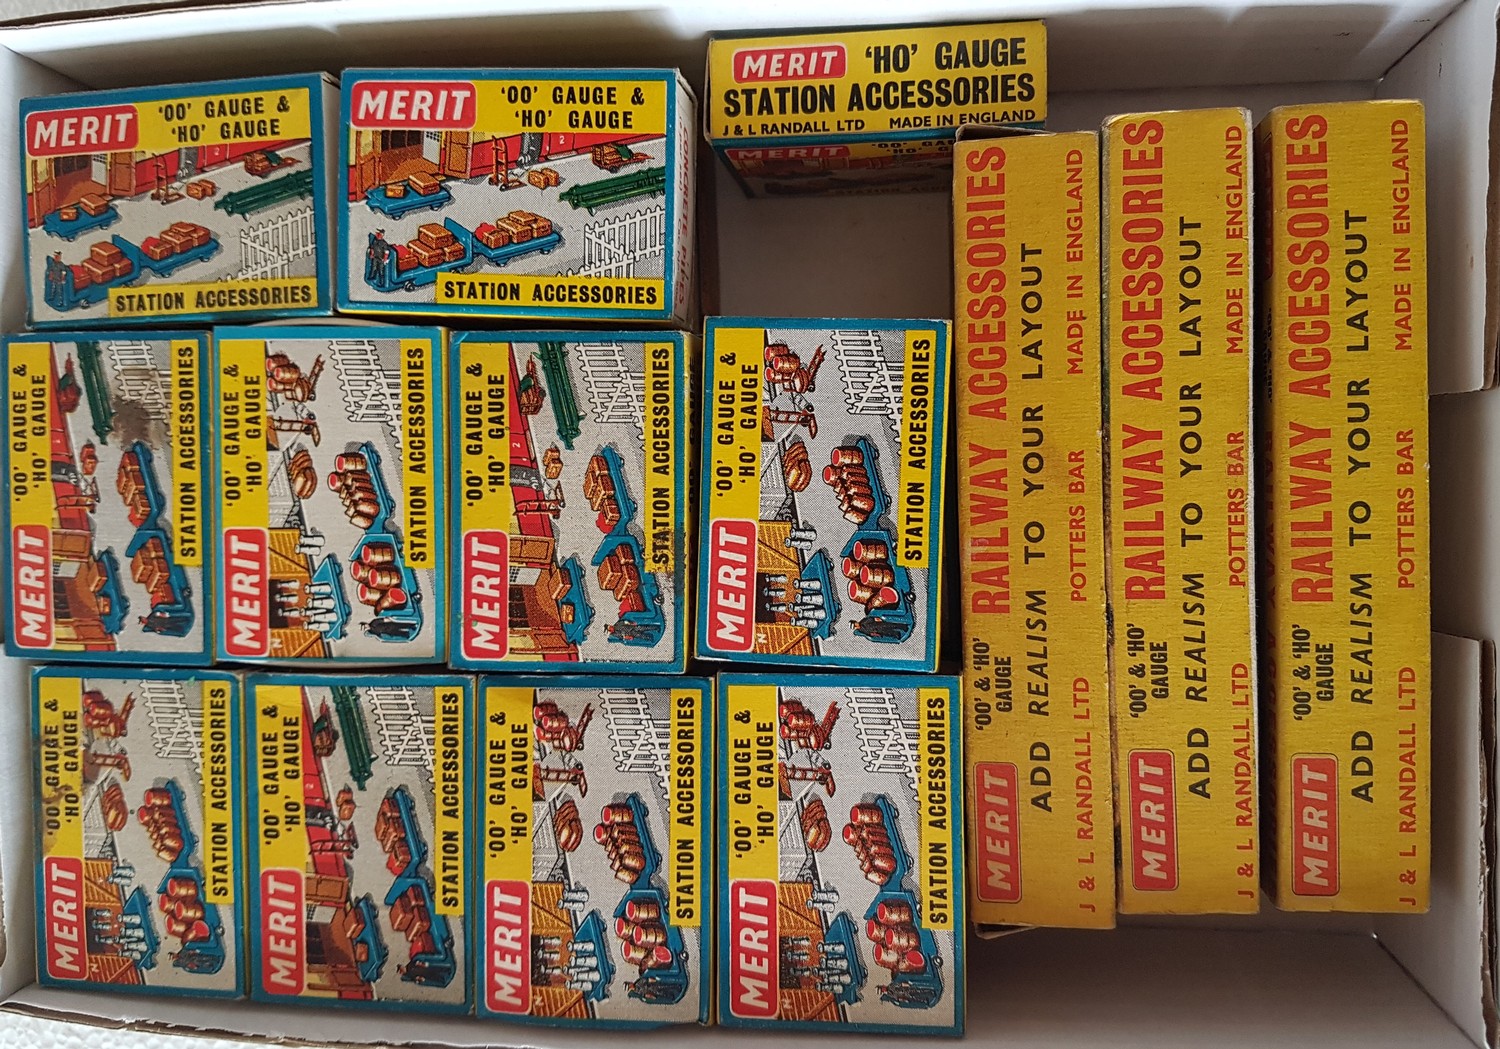 MERIT
'OO' GAUGE &
'HO' GAUGE
STATION ACCESSORIES
MERIT
'OO' GAUGE &
'HO' GAUGE
2
STATION ACCESSORIES
MERIT
'HO' GAUGE
STATION ACCESSORIES
J & L RANDALL LTD MADE IN ENGLAND
MERIT
MERIT
'OO' GAUGE &
'HO' GAUGE
STATION ACCESSORIES
MERIT
'OO' GAUGE &
'HO' GAUGE
STATION ACCESSORIES
MERIT
'OO' GAUGE &
'HO' GAUGE
STATION ACCESSORIES
MERIT
'OO' GAUGE &
'HO' GAUGE
STATION ACCESSORIES
MERIT
'OO' GAUGE &
'HO' GAUGE
STATION ACCESSORIES
MERIT
'OO' GAUGE &
'HO' GAUGE
STATION ACCESSORIES
MERIT
'OO' GAUGE &
'HO' GAUGE
STATION ACCESSORIES
MERIT
'OO' GAUGE &
'HO' GAUGE
STATION ACCESSORIES
MERIT
'OO' & 'HO'
GAUGE
RAILWAY ACCESSORIES
ADD REALISM TO YOUR LAYOUT
J & L RANDALL LTD POTTERS BAR MADE IN ENGLAND
MERIT
'OO' & 'HO'
GAUGE
RAILWAY ACCESSORIES
ADD REALISM TO YOUR LAYOUT
J & L RANDALL LTD POTTERS BAR MADE IN ENGLAND
MERIT
'OO' & 'HO'
GAUGE
RAILWAY ACCESSORIES
ADD REALISM TO YOUR LAYOUT
J & L RANDALL LTD POTTERS BAR MADE IN ENGLAND